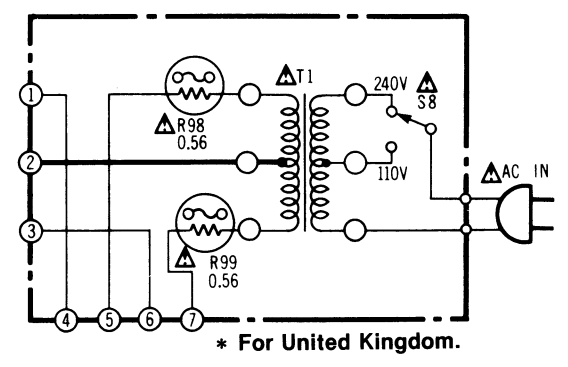 T1
240V
S8
1
R98
0.56
2
110V
AC IN
3
R99
0.56
4 5 6 7
* For United Kingdom.